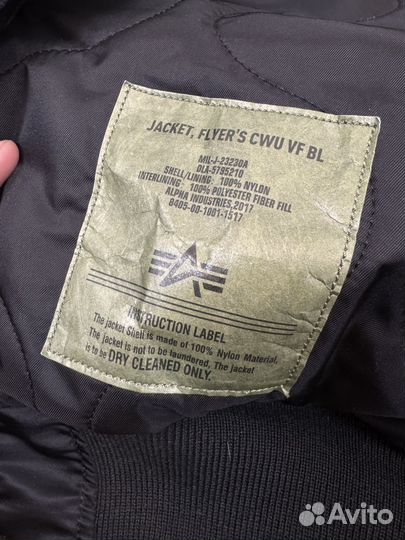 JACKET, FLYER'S CWU VF BL
MIL-J-23230A
DLA-5795210
SHELL/LINING: 100% NYLON
INTERLINING: 100% POLYESTER FIBER FILL
ALPHA INDUSTRIES, 2017
8405-00-1001-1517
INTRUCTION LABEL
The jacket Shell is made of 100% Nylon Material,
The jacket is not to be laundered, The jacket
is to be DRY CLEANED ONLY.
Avito